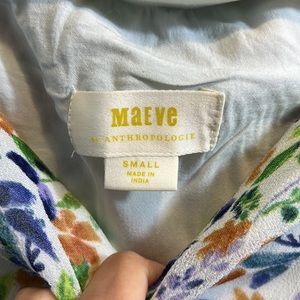 MAEVE
BY ANTHROPOLOGIE
SMALL
MADE IN
INDIA